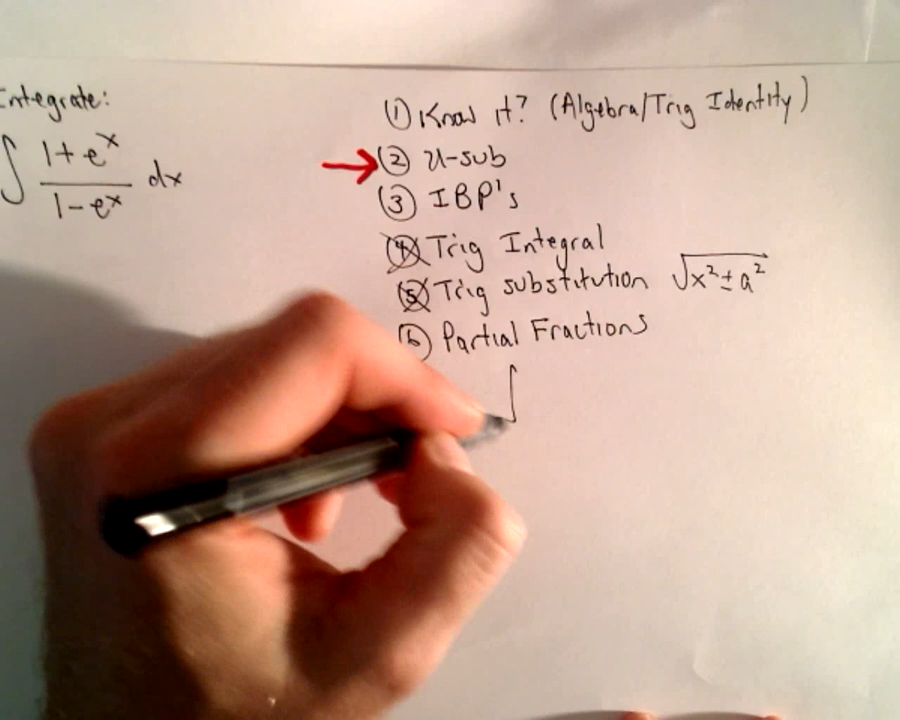 Integrate:
∫ (1 + e^x)/(1 - e^x) dx
① Know it? (Algebra/Trig Identity)
② U-sub
③ IBP's
④ Trig Integral
⑤ Trig substitution √(x² ± a²)
⑥ Partial Fractions
∫